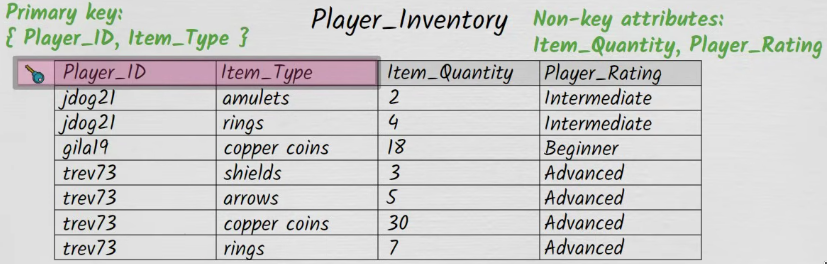 Primary key:
{ Player_ID, Item_Type }
Player_Inventory
Non-key attributes:
Item_Quantity, Player_Rating
Player_ID Item_Type Item_Quantity Player_Rating
jdog21 amulets 2 Intermediate
jdog21 rings 4 Intermediate
gila19 copper coins 18 Beginner
trev73 shields 3 Advanced
trev73 arrows 5 Advanced
trev73 copper coins 30 Advanced
trev73 rings 7 Advanced